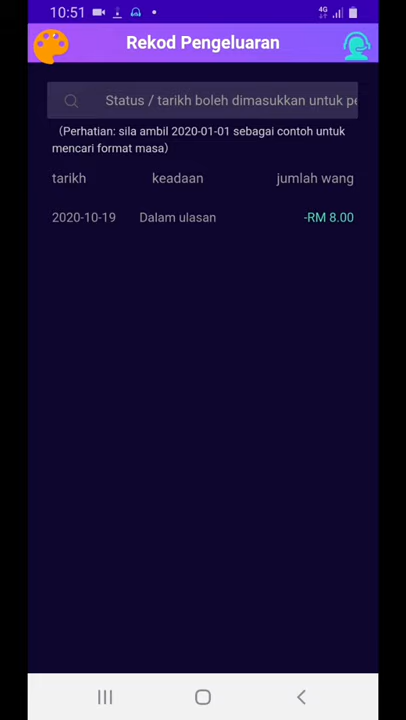 10:51
4G
Rekod Pengeluaran
Status / tarikh boleh dimasukkan untuk pe
（Perhatian: sila ambil 2020-01-01 sebagai contoh untuk
mencari format masa）
tarikh keadaan jumlah wang
2020-10-19 Dalam ulasan -RM 8.00